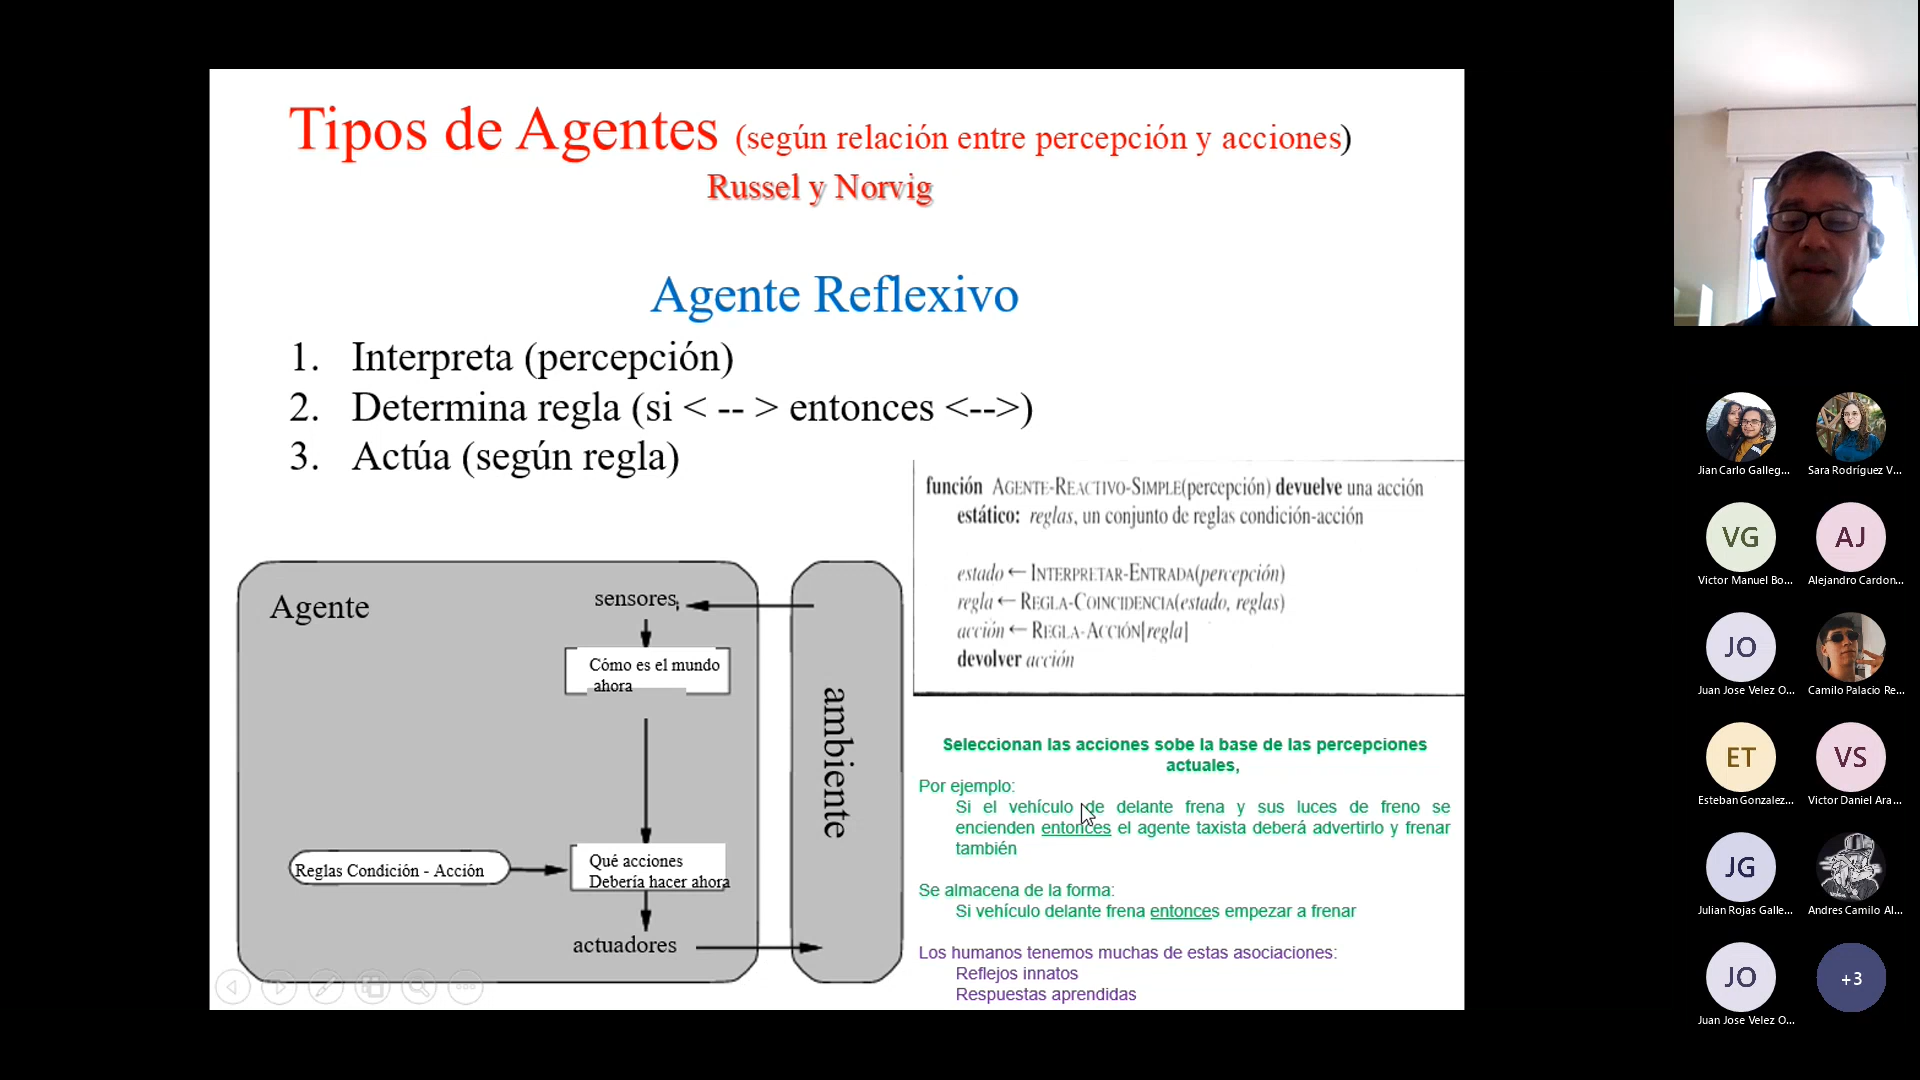 Tipos de Agentes (según relación entre percepción y acciones)
Russel y Norvig
Agente Reflexivo
1. Interpreta (percepción)
2. Determina regla (si < -- > entonces <-->)
3. Actúa (según regla)
función AGENTE-REACTIVO-SIMPLE(percepción) devuelve una acción
estático: reglas, un conjunto de reglas condición-acción
estado ← INTERPRETAR-ENTRADA(percepción)
regla ← REGLA-COINCIDENCIA(estado, reglas)
acción ← REGLA-ACCIÓN[regla]
devolver acción
Agente
sensores
Cómo es el mundo
ahora
Reglas Condición - Acción
Qué acciones
Debería hacer ahora
actuadores
ambiente
Seleccionan las acciones sobe la base de las percepciones
actuales,
Por ejemplo:
Si el vehículo de delante frena y sus luces de freno se
encienden entonces el agente taxista deberá advertirlo y frenar
también
Se almacena de la forma:
Si vehículo delante frena entonces empezar a frenar
Los humanos tenemos muchas de estas asociaciones:
Reflejos innatos
Respuestas aprendidas
Jian Carlo Galleg...
Sara Rodríguez V...
VG
AJ
Victor Manuel Bo...
Alejandro Cardon...
JO
Juan Jose Velez O...
Camilo Palacio Re...
ET
VS
Esteban Gonzalez...
Victor Daniel Ara...
JG
Julian Rojas Galle...
Andres Camilo Al...
JO
+3
Juan Jose Velez O...